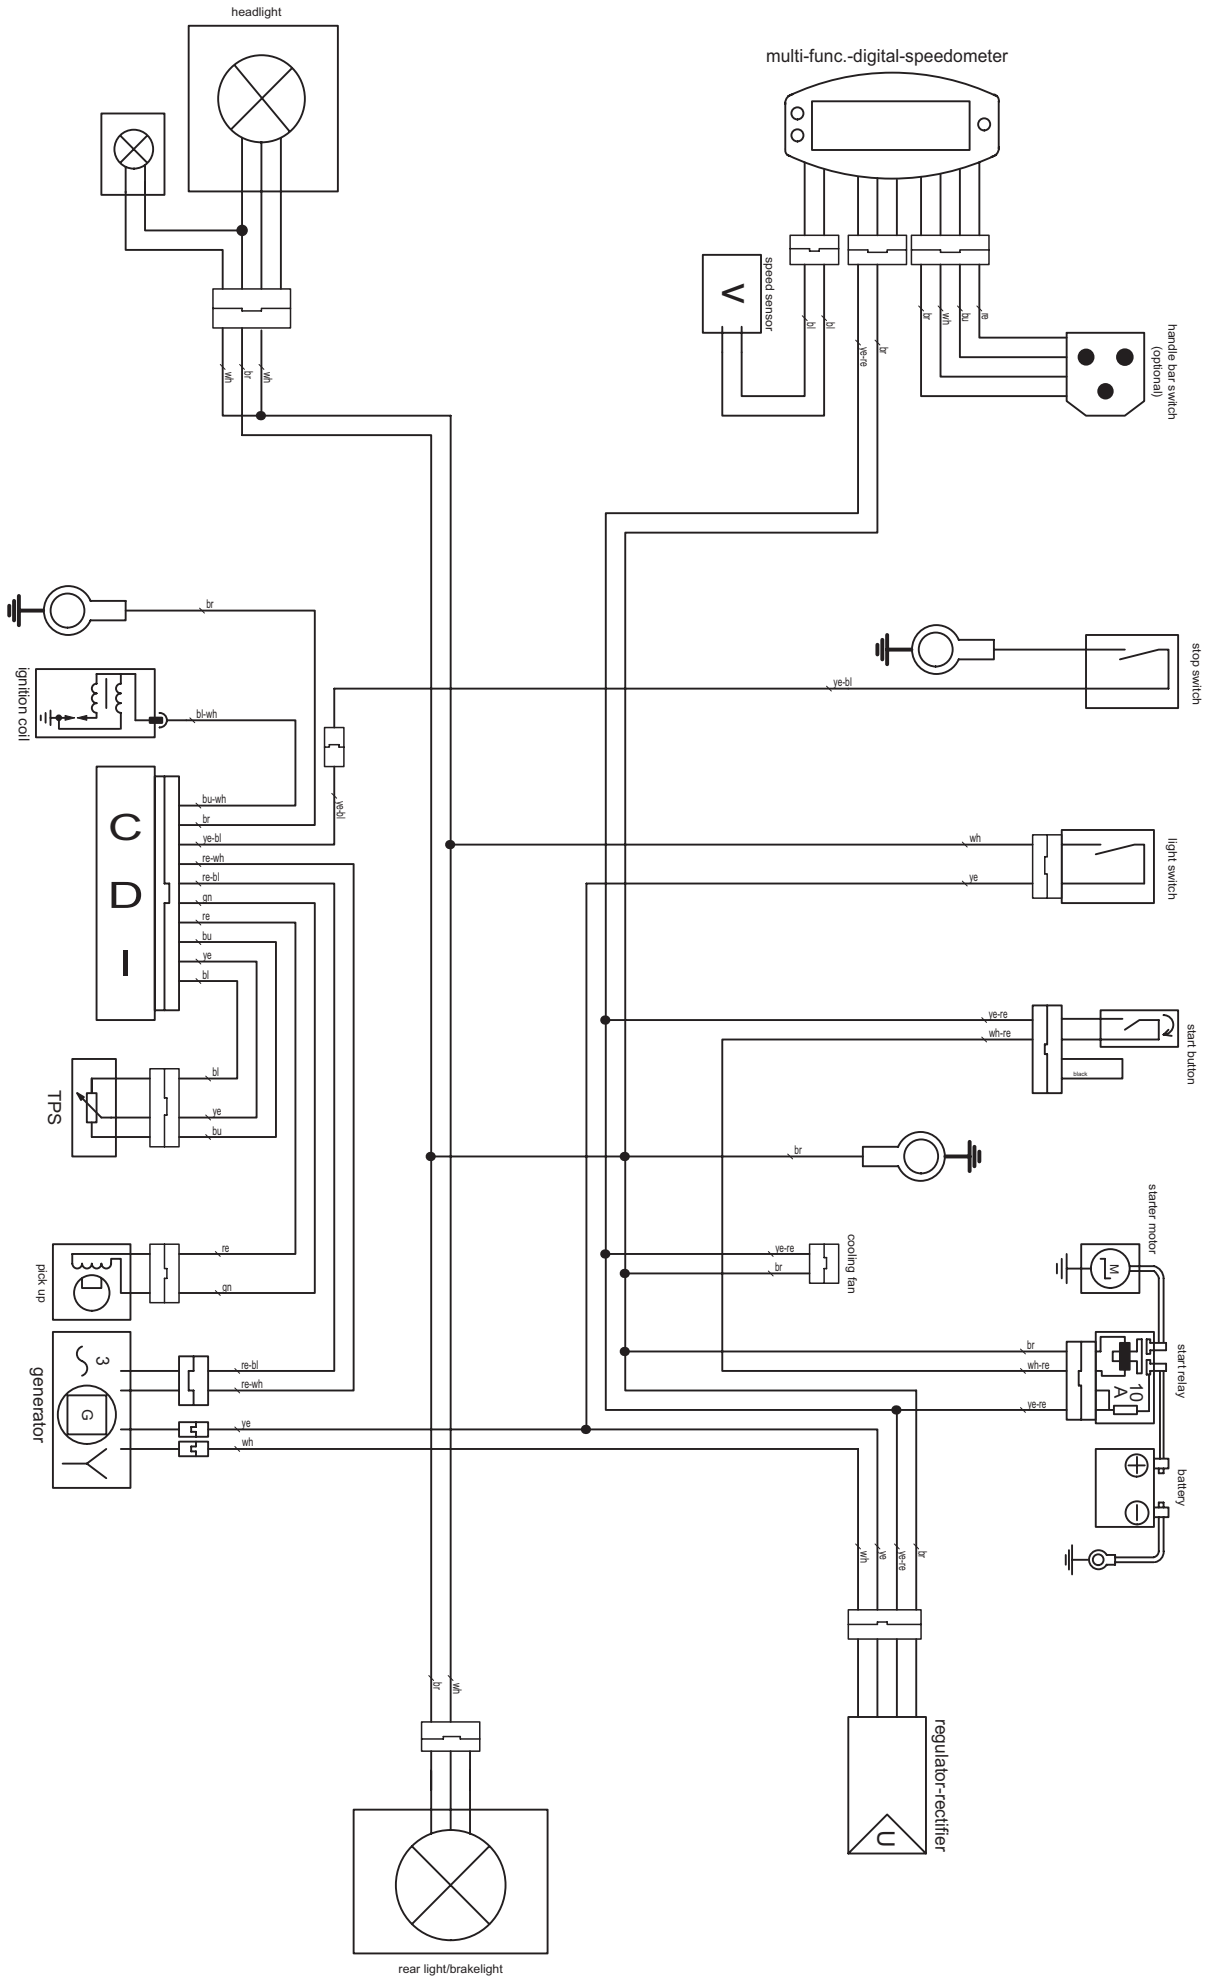 headlight
multi-func.-digital-speedometer
speed sensor
V
bl
bl
ye-re
br
br
wh
bu
re
handle bar switch
(optional)
wh
br
wh
br
stop switch
ye-bl
ignition coil
bl-wh
ye-bl
C
D
I
bu-wh
br
ye-bl
re-wh
re-bl
gn
re
bu
ye
bl
wh
ye
light switch
ye-re
wh-re
black
start button
TPS
bl
ye
bu
br
starter motor
M
cooling fan
ye-re
br
pick up
re
gn
br
wh-re
ye-re
start relay
10
A
generator
3
G
re-bl
re-wh
ye
wh
battery
wh
ye
ye-re
br
br
wh
regulator-rectifier
U
rear light/brakelight